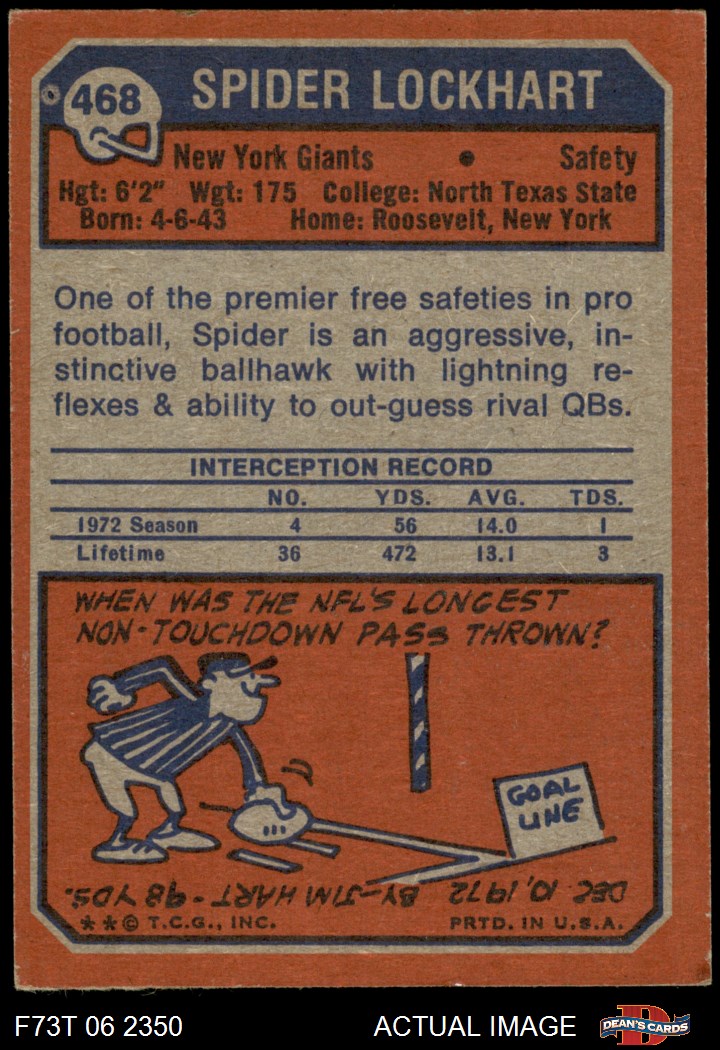 468
SPIDER LOCKHART
New York Giants • Safety
Hgt: 6'2" Wgt: 175 College: North Texas State
Born: 4-6-43 Home: Roosevelt, New York
One of the premier free safeties in pro
football, Spider is an aggressive, in-
stinctive ballhawk with lightning re-
flexes & ability to out-guess rival QBs.
INTERCEPTION RECORD
NO. YDS. AVG. TDS.
1972 Season 4 56 14.0 1
Lifetime 36 472 13.1 3
WHEN WAS THE NFL'S LONGEST
NON-TOUCHDOWN PASS THROWN?
GOAL
LINE
DEC 10, 1972 BY-JIM HART-98 YDS.
**© T.C.G., INC. PRTD. IN U.S.A.
F73T 06 2350 ACTUAL IMAGE
D
DEAN'S CARDS